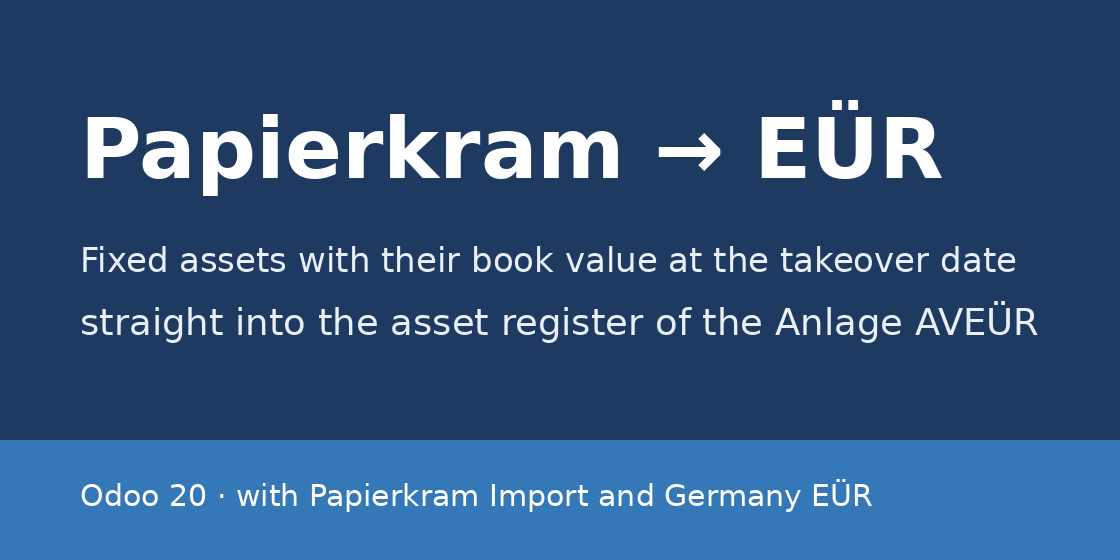 Papierkram → EÜR
Fixed assets with their book value at the takeover date
straight into the asset register of the Anlage AVEÜR
Odoo 20 · with Papierkram Import and Germany EÜR